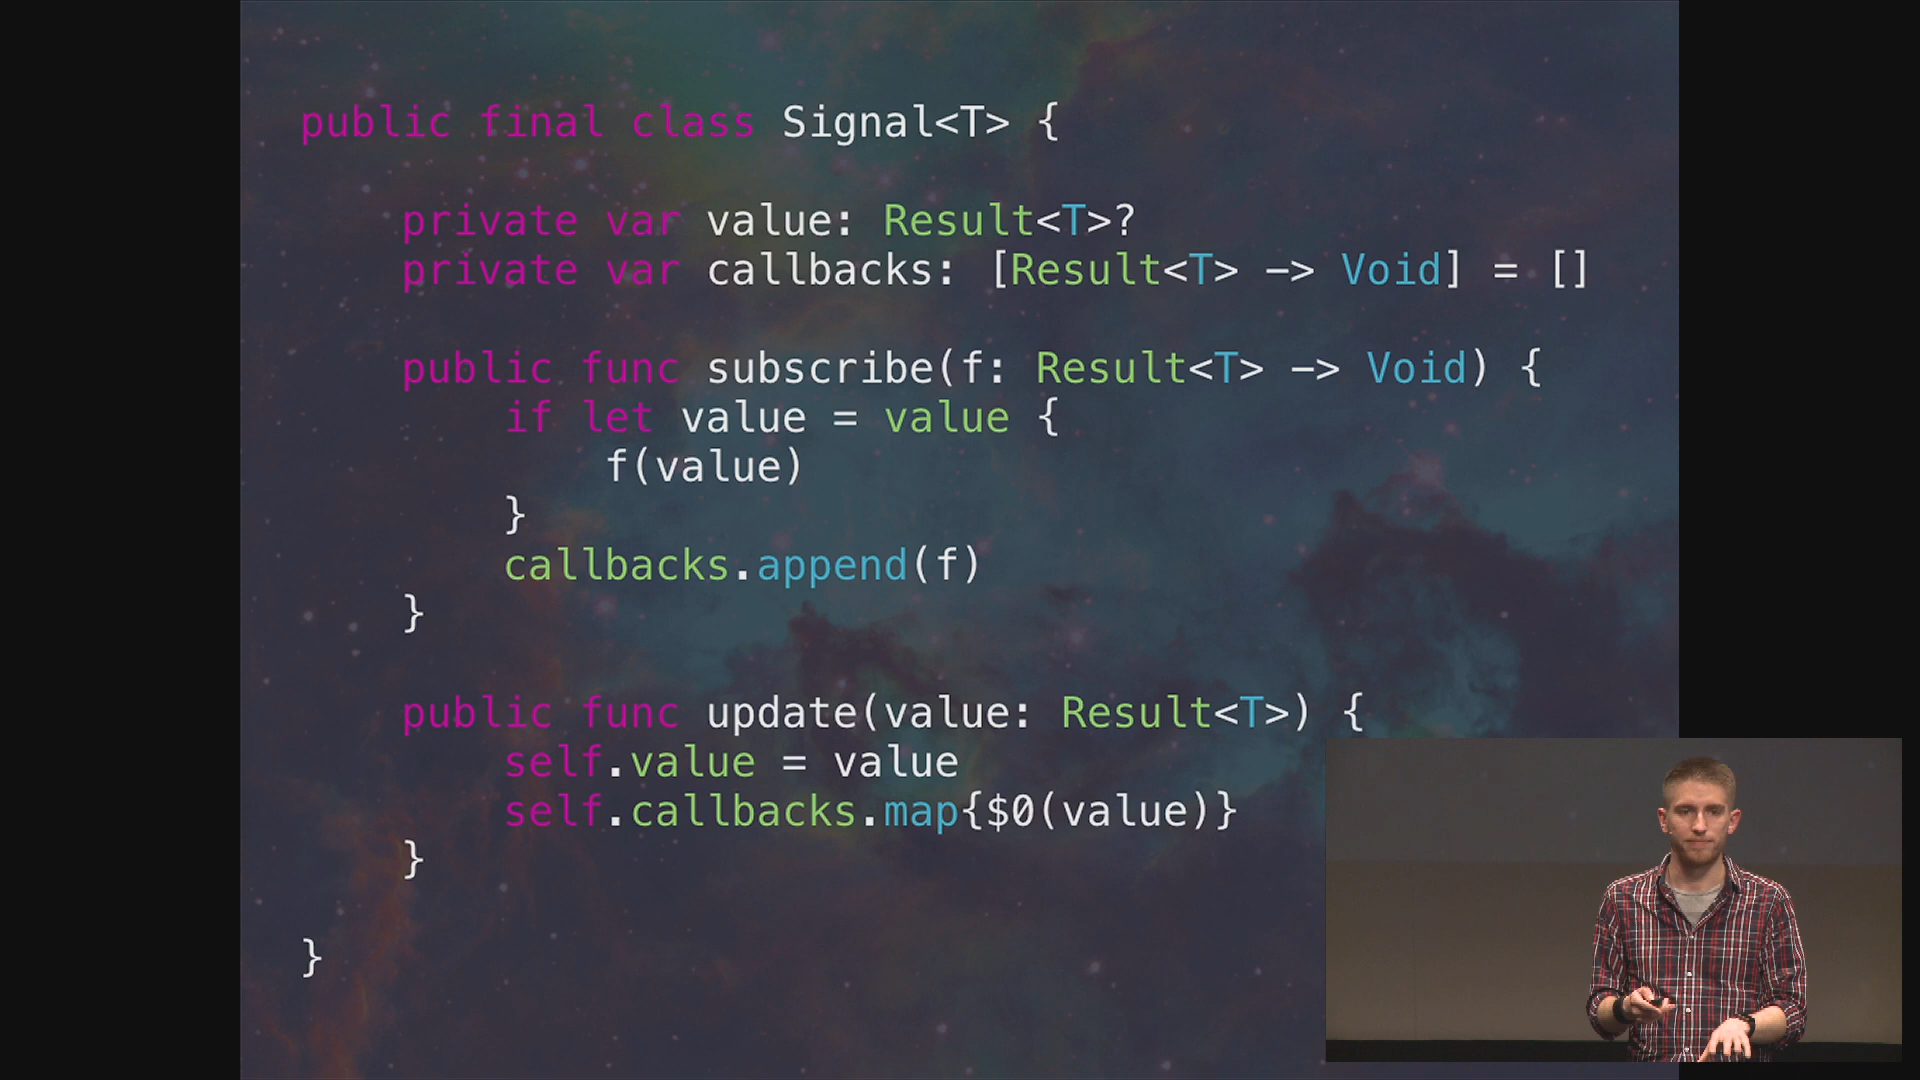 public final class Signal<T> {
private var value: Result<T>?
private var callbacks: [Result<T> -> Void] = []
public func subscribe(f: Result<T> -> Void) {
if let value = value {
f(value)
}
callbacks.append(f)
}
public func update(value: Result<T>) {
self.value = value
self.callbacks.map{$0(value)}
}
}